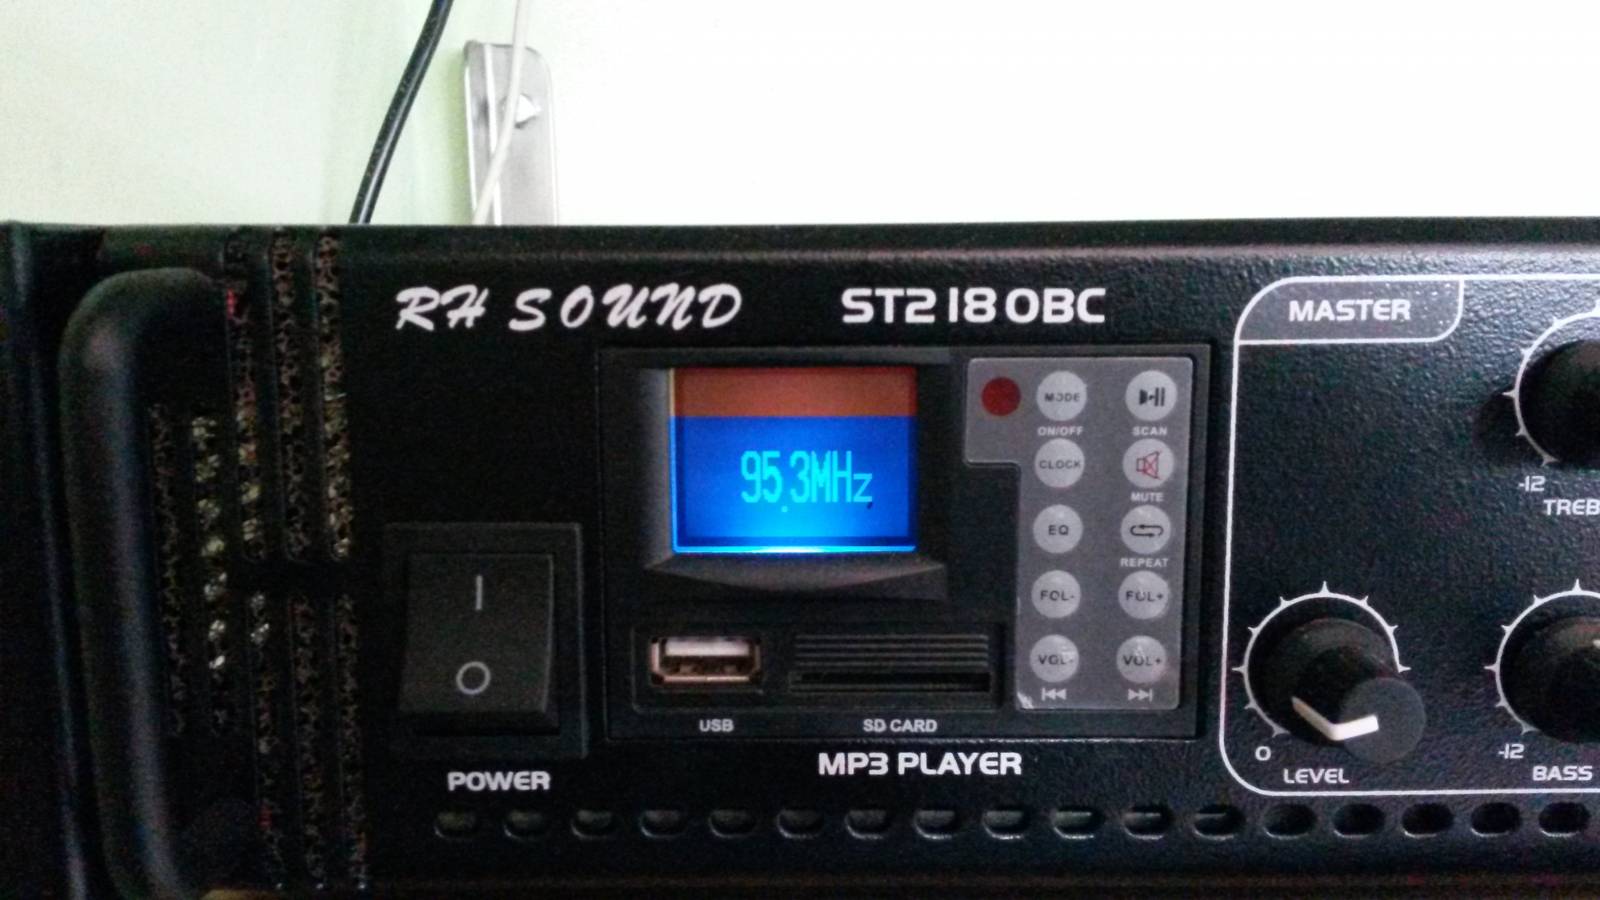 RH SOUND
ST2180BC
MASTER
95.3MHz
MODE
ON/OFF
SCAN
CLOCK
MUTE
EQ
REPEAT
FOL-
FOL+
VOL-
VOL+
USB
SD CARD
MP3 PLAYER
POWER
-12
TREB
0
LEVEL
-12
BASS